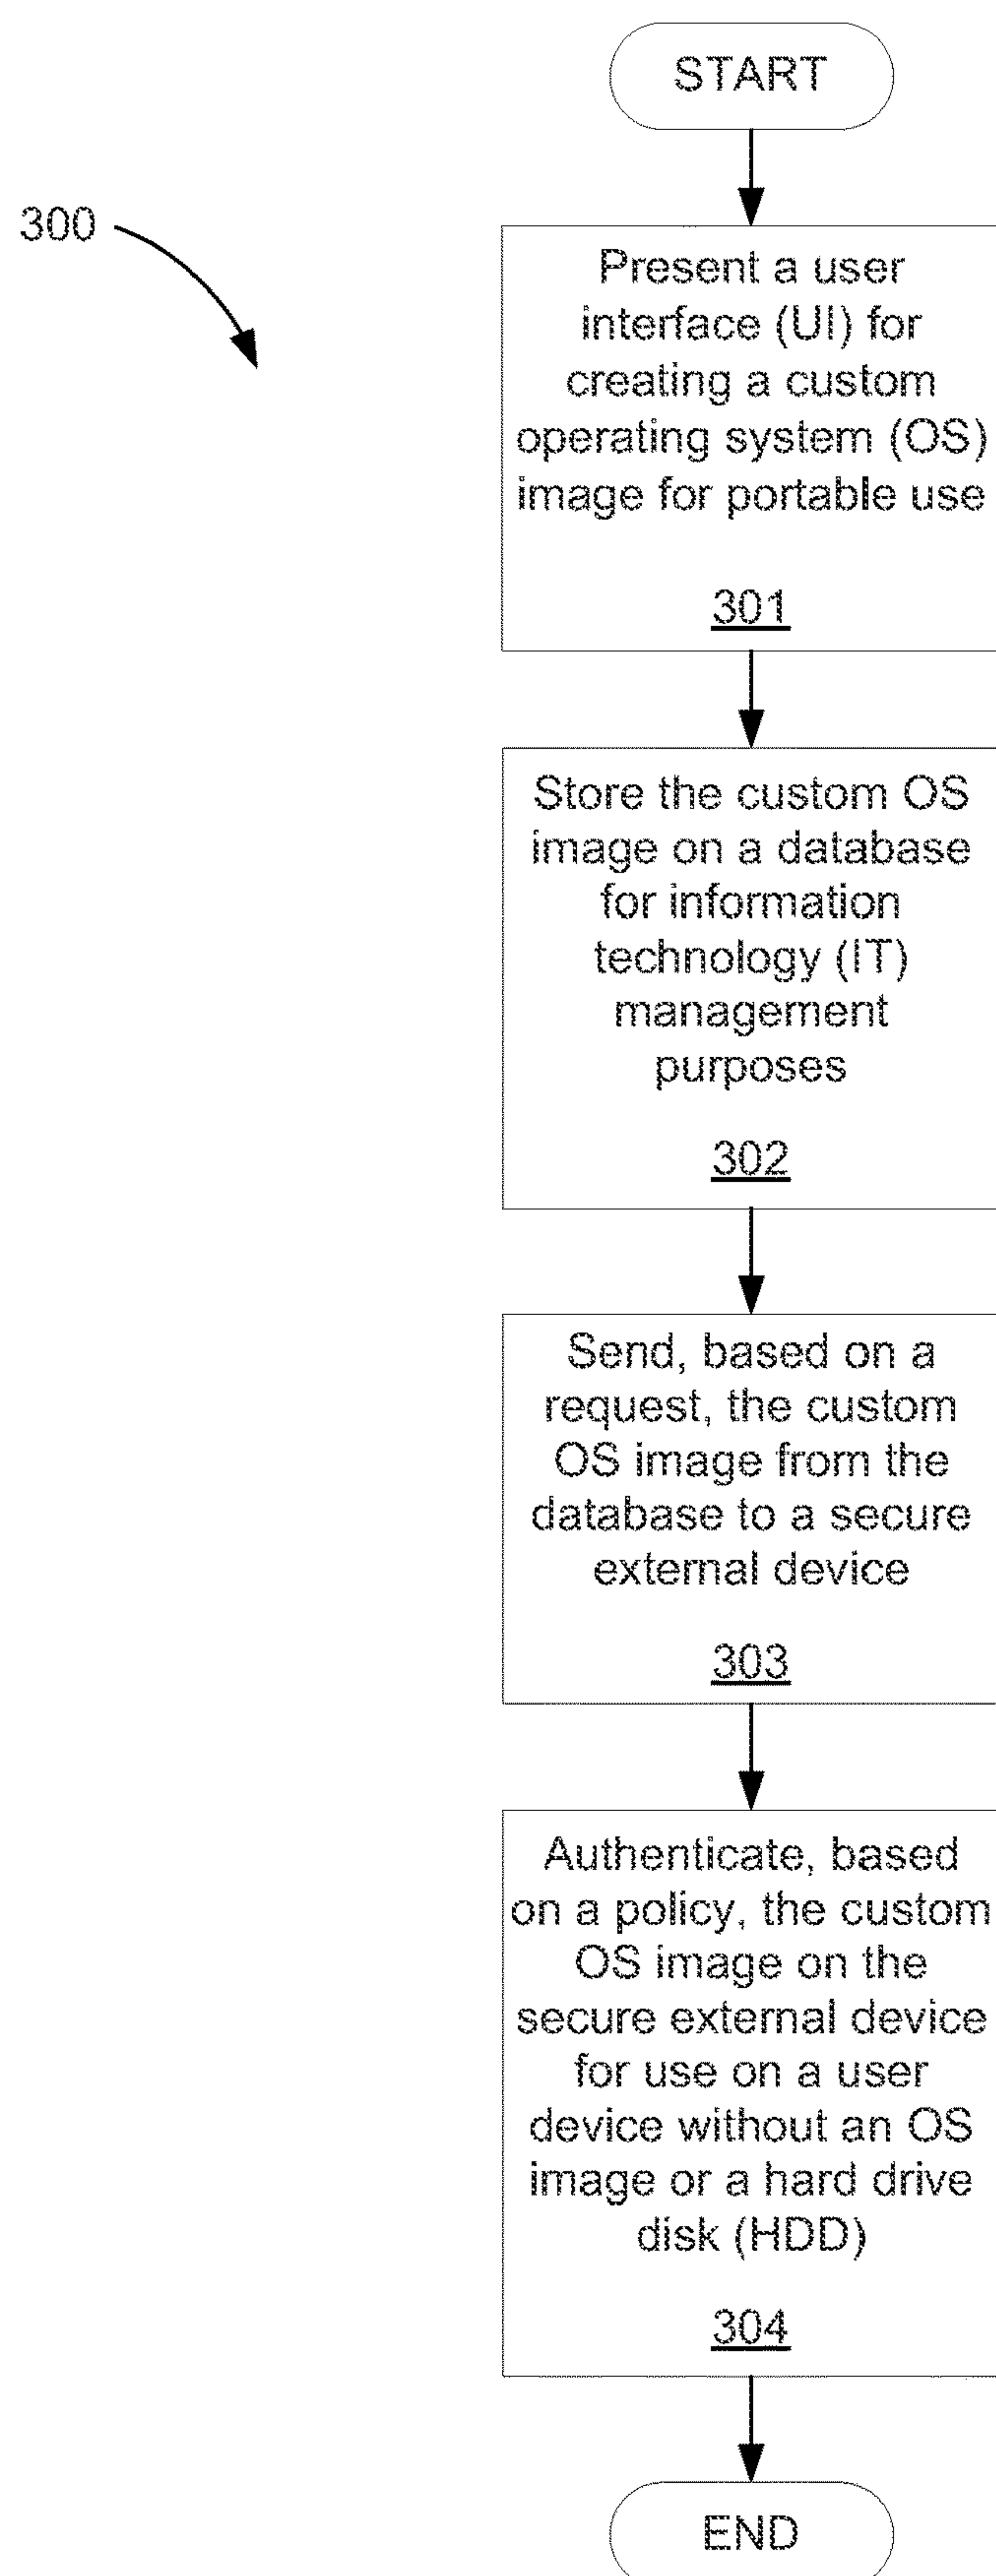 START
300
Present a user
interface (UI) for
creating a custom
operating system (OS)
image for portable use
301
Store the custom OS
image on a database
for information
technology (IT)
management
purposes
302
Send, based on a
request, the custom
OS image from the
database to a secure
external device
303
Authenticate, based
on a policy, the custom
OS image on the
secure external device
for use on a user
device without an OS
image or a hard drive
disk (HDD)
304
END